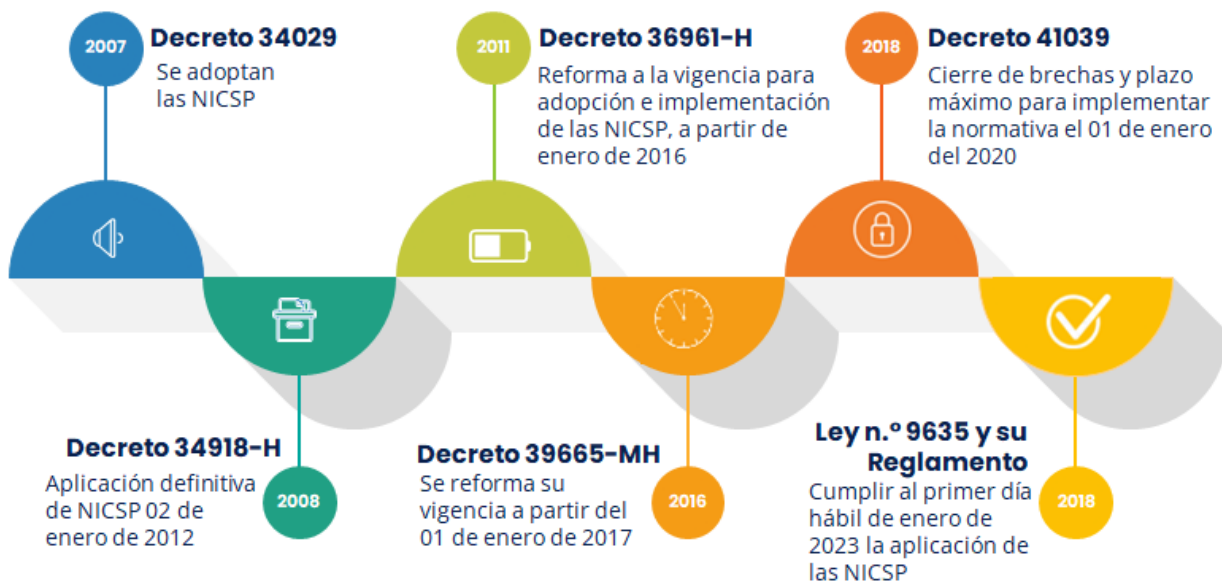 2007
Decreto 34029
Se adoptan
las NICSP
2011
Decreto 36961-H
Reforma a la vigencia para
adopción e implementación
de las NICSP, a partir de
enero de 2016
2018
Decreto 41039
Cierre de brechas y plazo
máximo para implementar
la normativa el 01 de enero
del 2020
Decreto 34918-H
Aplicación definitiva
de NICSP 02 de
enero de 2012
2008
Decreto 39665-MH
Se reforma su
vigencia a partir del
01 de enero de 2017
2016
Ley n.º 9635 y su
Reglamento
Cumplir al primer día
hábil de enero de
2023 la aplicación de
las NICSP
2018